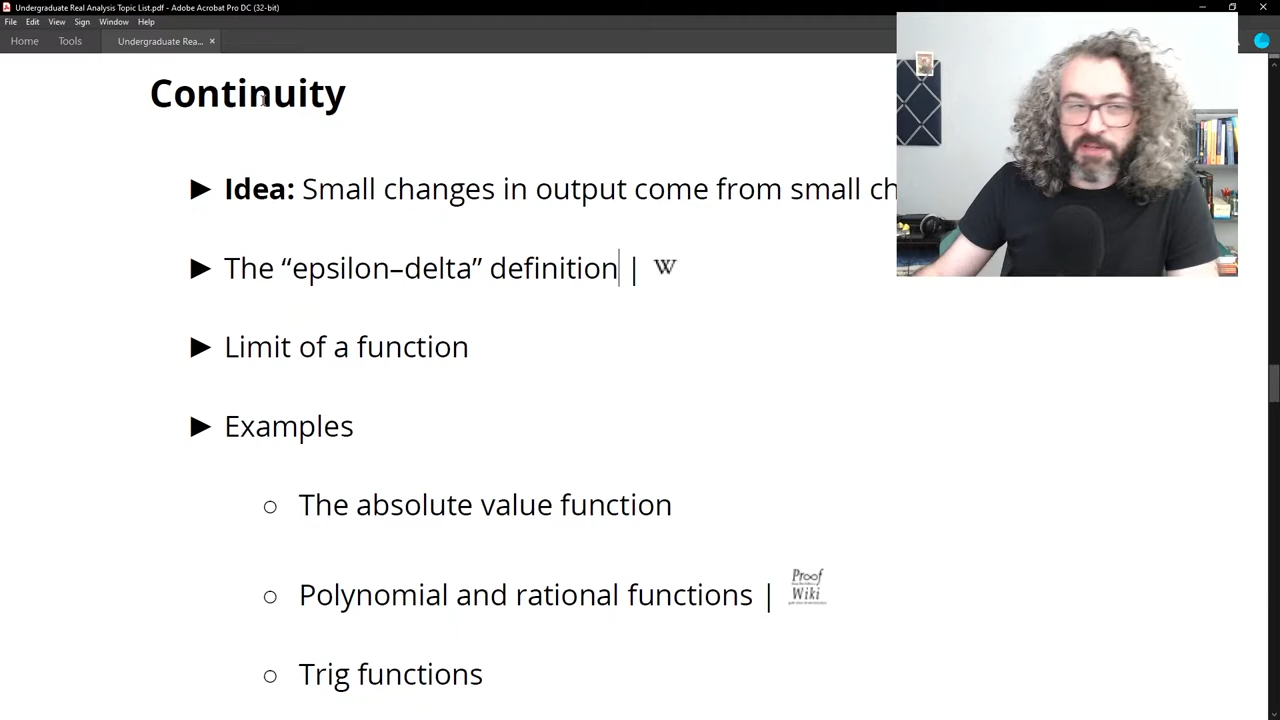 Undergraduate Real Analysis Topic List.pdf - Adobe Acrobat Pro DC (32-bit)
File Edit View Sign Window Help
Home Tools Undergraduate Rea... ×
Continuity
► Idea: Small changes in output come from small ch
► The “epsilon–delta” definition | W
► Limit of a function
► Examples
○ The absolute value function
○ Polynomial and rational functions | Proof
Wiki
○ Trig functions